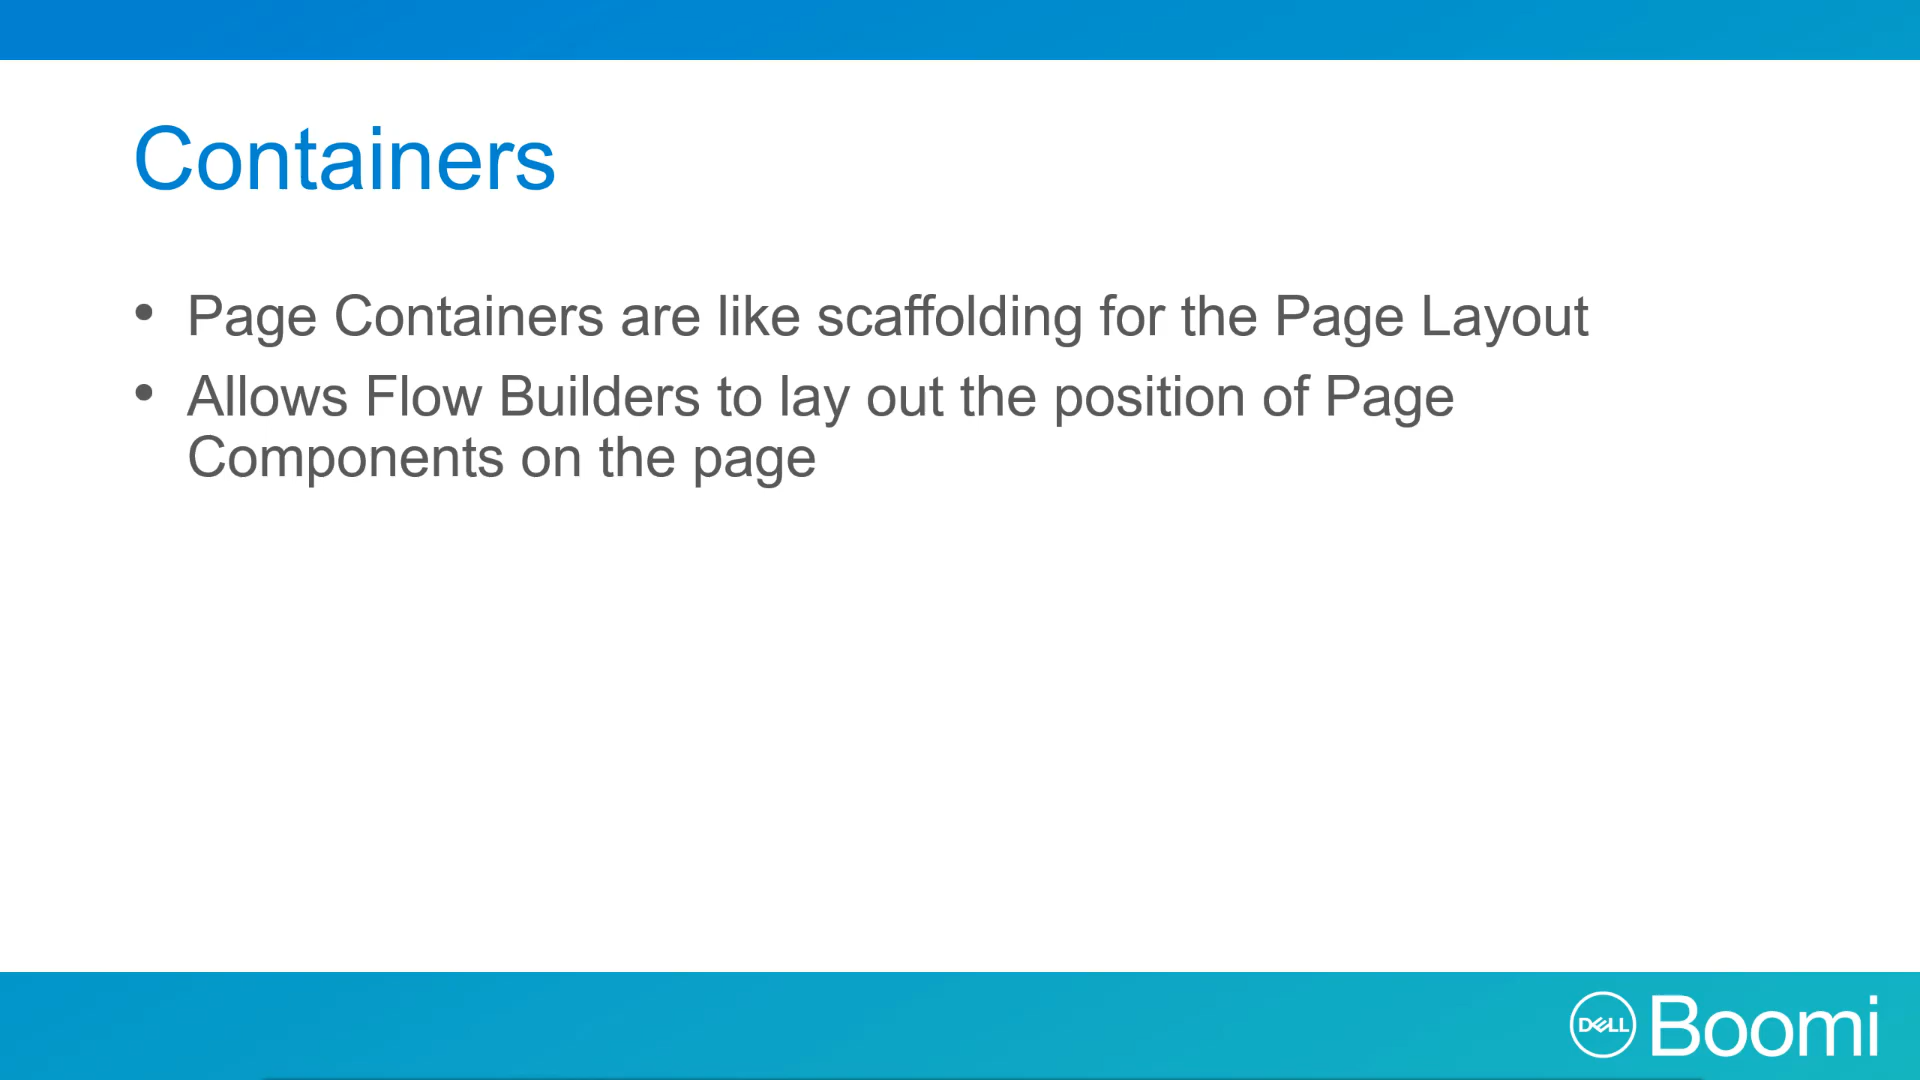 Containers
• Page Containers are like scaffolding for the Page Layout
• Allows Flow Builders to lay out the position of Page
Components on the page
DELL Boomi